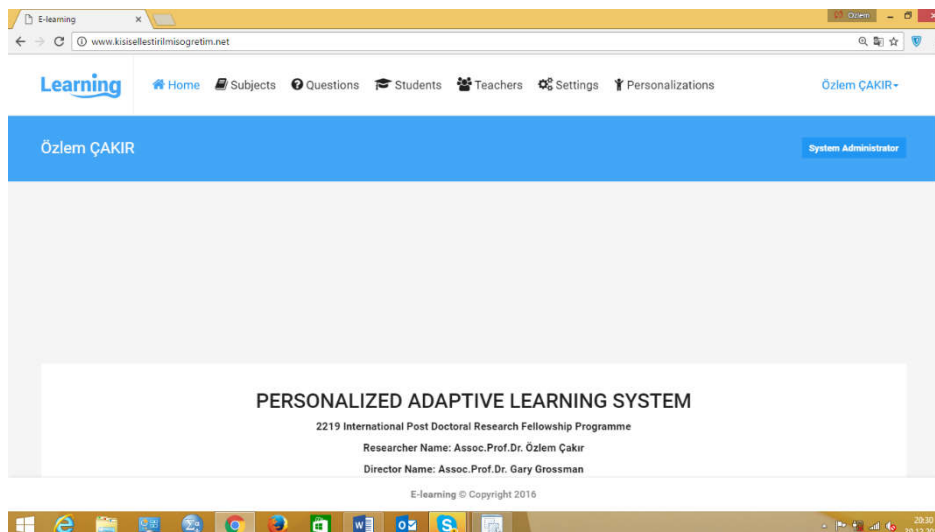 E-learning
Özlem
www.kisisellestirilmisogretim.net
Learning
Home Subjects Questions Students Teachers Settings Personalizations Özlem ÇAKIR
Özlem ÇAKIR
System Administrator
PERSONALIZED ADAPTIVE LEARNING SYSTEM
2219 International Post Doctoral Research Fellowship Programme
Researcher Name: Assoc.Prof.Dr. Özlem Çakır
Director Name: Assoc.Prof.Dr. Gary Grossman
E-learning © Copyright 2016
20:30